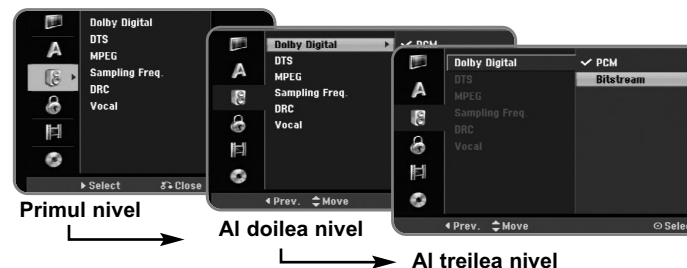 Dolby Digital
DTS
MPEG
Sampling Freq.
DRC
Vocal
Select
Close
Primul nivel
Dolby Digital
PCM
DTS
MPEG
Sampling Freq.
DRC
Vocal
Prev.
Move
Al doilea nivel
Dolby Digital
PCM
DTS
Bitstream
MPEG
Sampling Freq.
DRC
Vocal
Prev.
Move
Al treilea nivel